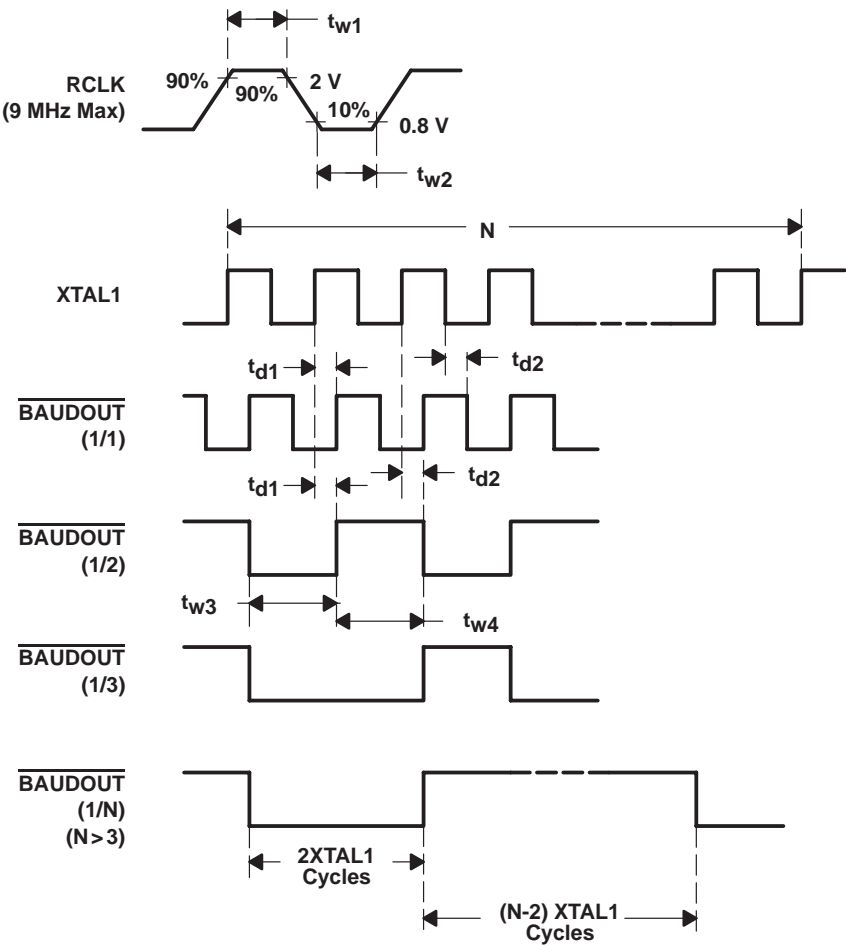 tw1
RCLK
(9 MHz Max)
90%
90%
2 V
10%
0.8 V
tw2
N
XTAL1
td1
td2
BAUDOUT
(1/1)
td1
td2
BAUDOUT
(1/2)
tw3
tw4
BAUDOUT
(1/3)
BAUDOUT
(1/N)
(N > 3)
2XTAL1
Cycles
(N-2) XTAL1
Cycles